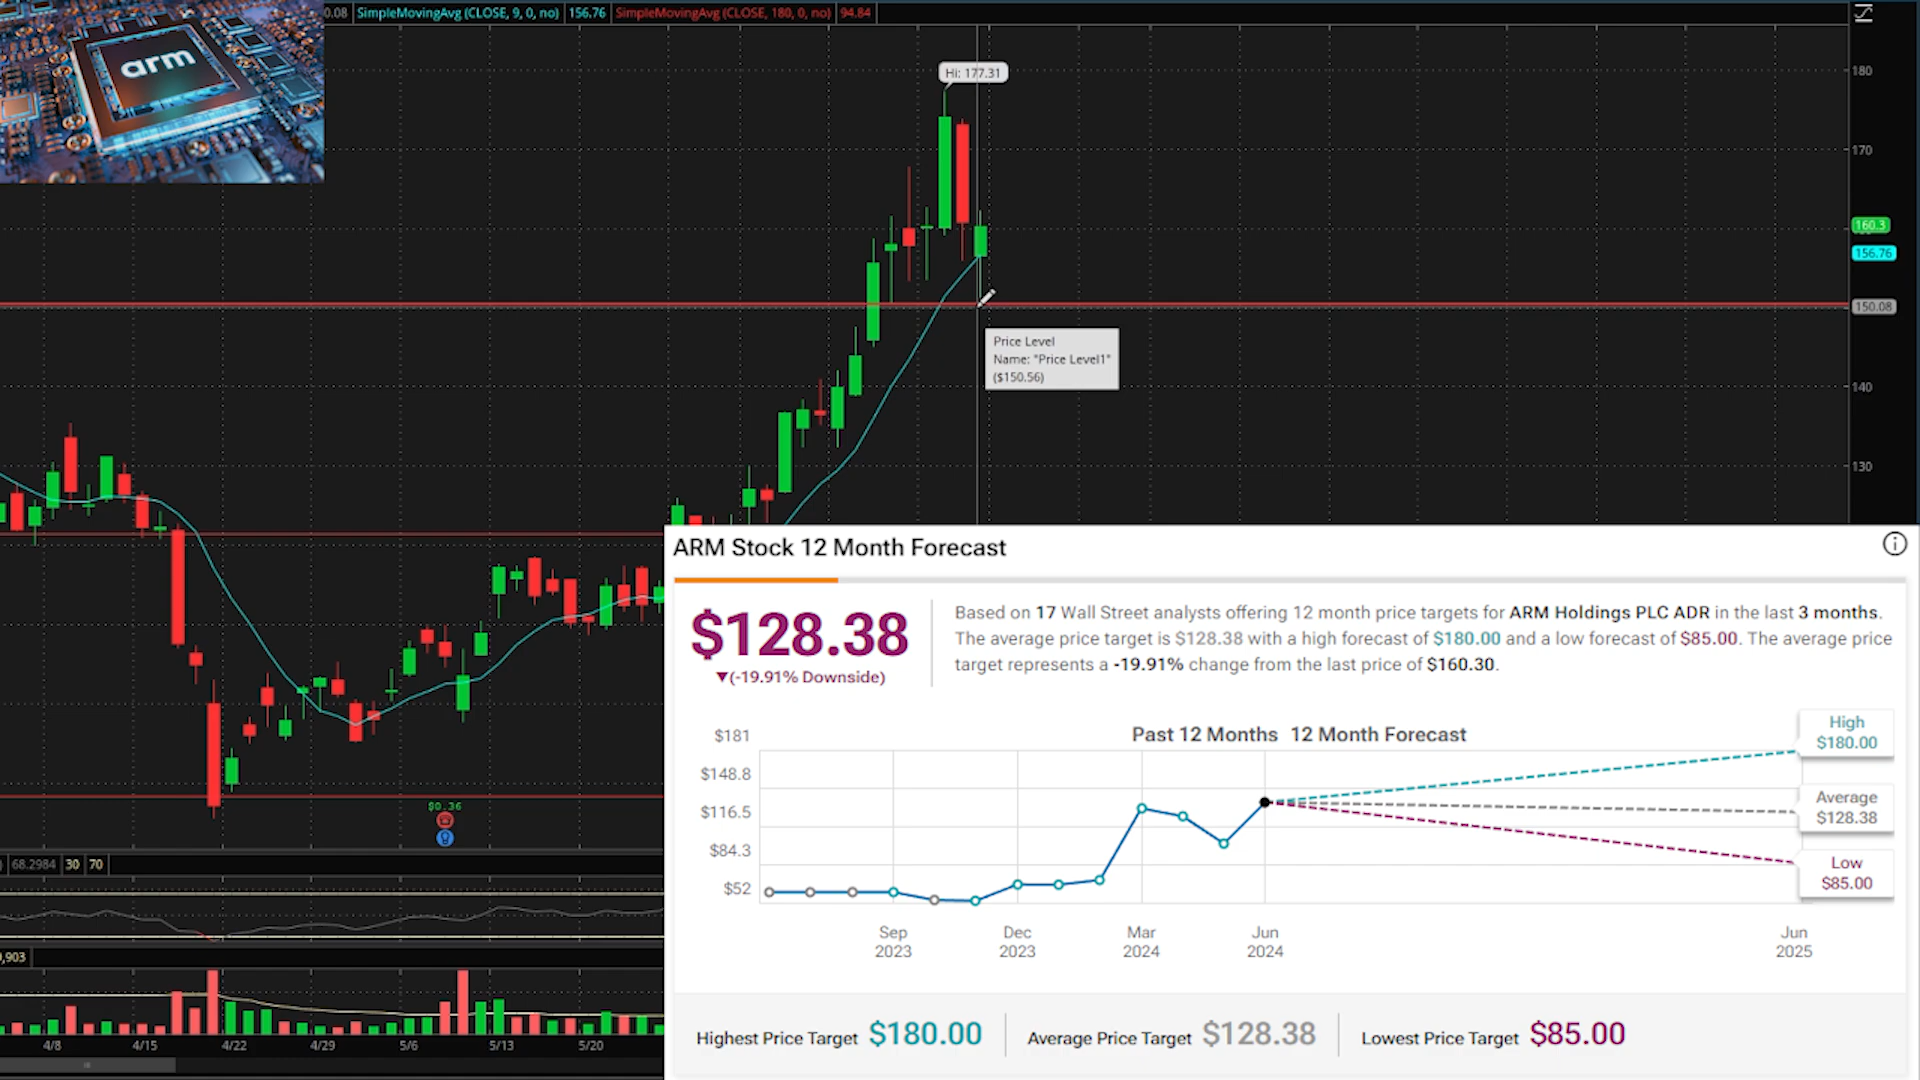 0.08 SimpleMovingAvg (CLOSE, 9, 0, no) 156.76 SimpleMovingAvg (CLOSE, 180, 0, no) 94.84
arm
Hi: 177.31
180
170
160.3
156.76
150.08
140
130
Price Level
Name: "Price Level1"
($150.56)
$0.36
) 68.2984 30 70
,903
4/8 4/15 4/22 4/29 5/6 5/13 5/20
ARM Stock 12 Month Forecast
$128.38
▼(-19.91% Downside)
Based on 17 Wall Street analysts offering 12 month price targets for ARM Holdings PLC ADR in the last 3 months.
The average price target is $128.38 with a high forecast of $180.00 and a low forecast of $85.00. The average price
target represents a -19.91% change from the last price of $160.30.
Past 12 Months 12 Month Forecast
$181
$148.8
$116.5
$84.3
$52
High
$180.00
Average
$128.38
Low
$85.00
Sep
2023
Dec
2023
Mar
2024
Jun
2024
Jun
2025
Highest Price Target $180.00
Average Price Target $128.38
Lowest Price Target $85.00